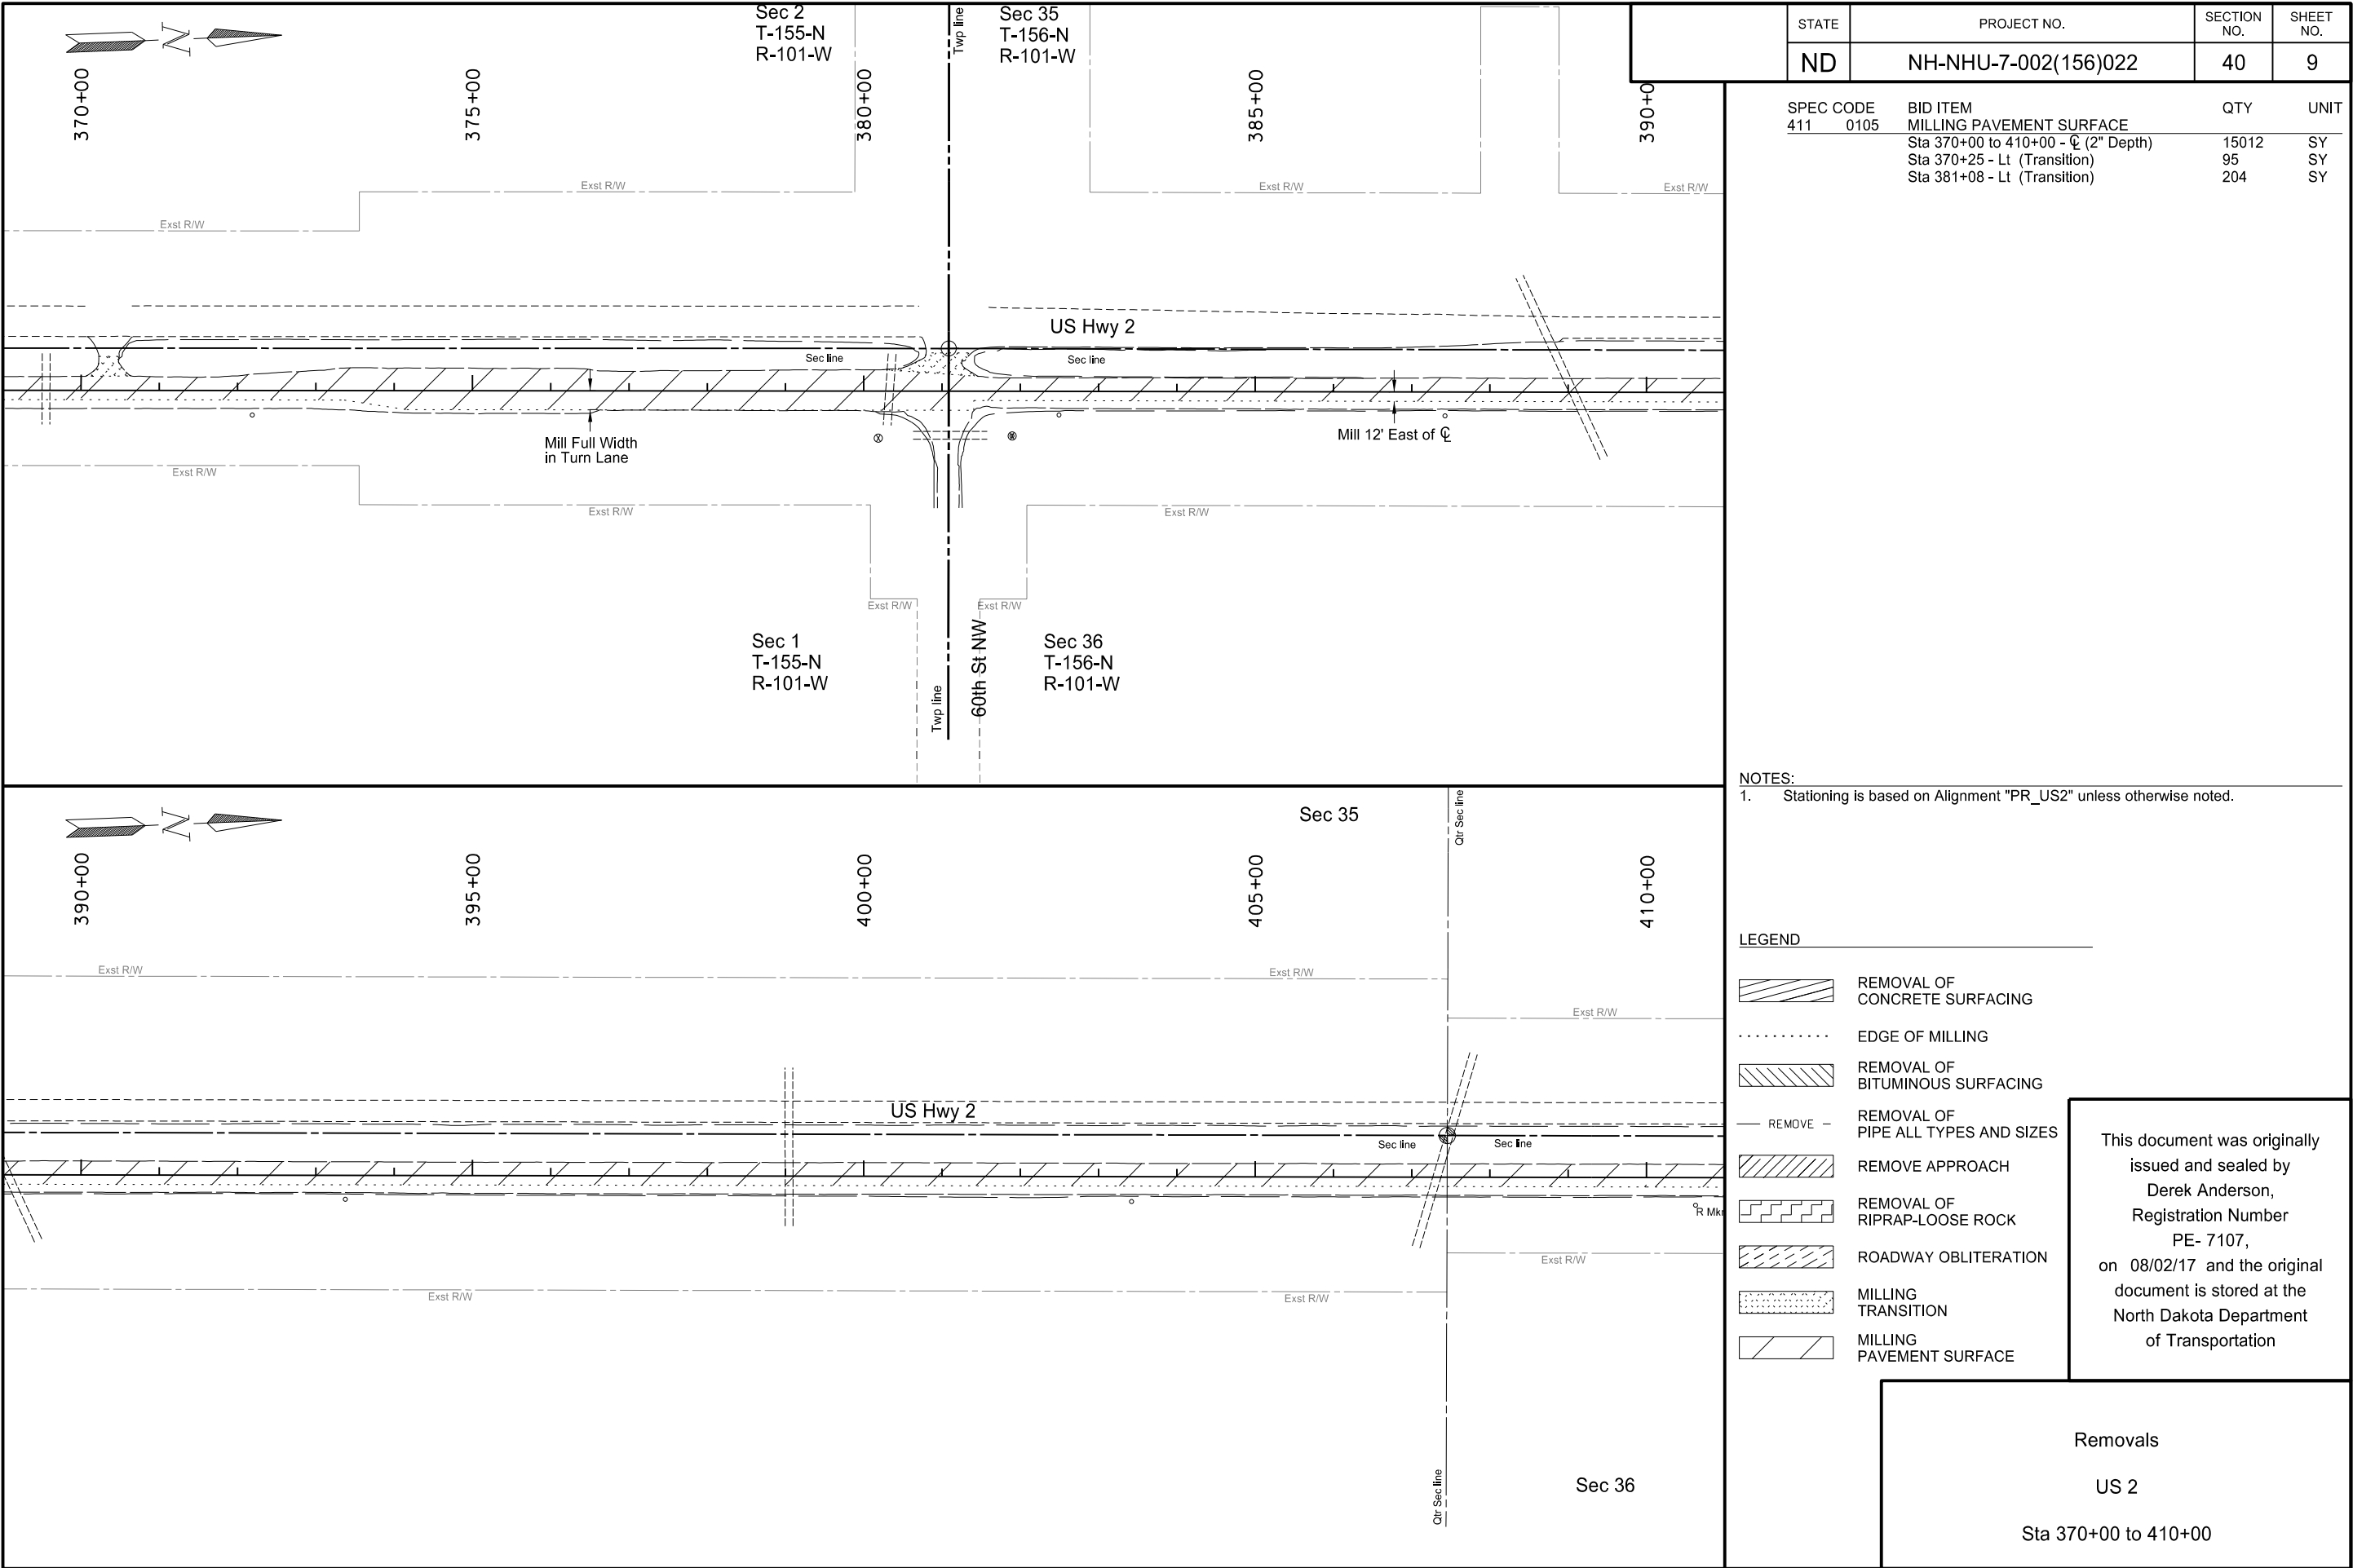 STATE
PROJECT NO.
SECTION NO.
SHEET NO.
ND
NH-NHU-7-002(156)022
40
9
SPEC CODE BID ITEM QTY UNIT
411 0105 MILLING PAVEMENT SURFACE
Sta 370+00 to 410+00 - ℄ (2" Depth) 15012 SY
Sta 370+25 - Lt (Transition) 95 SY
Sta 381+08 - Lt (Transition) 204 SY
N
370+00
375+00
380+00
385+00
390+0
Sec 2
T-155-N
R-101-W
Twp line
Sec 35
T-156-N
R-101-W
Exst R/W
Exst R/W
Exst R/W
Exst R/W
US Hwy 2
Sec line
Sec line
Mill Full Width
in Turn Lane
Mill 12' East of ℄
Exst R/W
Exst R/W
Exst R/W
Exst R/W
Exst R/W
Sec 1
T-155-N
R-101-W
Twp line
60th St NW
Sec 36
T-156-N
R-101-W
N
390+00
395+00
400+00
405+00
410+00
Sec 35
Qtr Sec line
Exst R/W
Exst R/W
Exst R/W
US Hwy 2
Sec line
Sec line
R Mkr
Exst R/W
Exst R/W
Exst R/W
Qtr Sec line
Sec 36
NOTES:
1. Stationing is based on Alignment "PR_US2" unless otherwise noted.
LEGEND
REMOVAL OF
CONCRETE SURFACING
EDGE OF MILLING
REMOVAL OF
BITUMINOUS SURFACING
REMOVE
REMOVAL OF
PIPE ALL TYPES AND SIZES
REMOVE APPROACH
REMOVAL OF
RIPRAP-LOOSE ROCK
ROADWAY OBLITERATION
MILLING
TRANSITION
MILLING
PAVEMENT SURFACE
This document was originally
issued and sealed by
Derek Anderson,
Registration Number
PE- 7107,
on 08/02/17 and the original
document is stored at the
North Dakota Department
of Transportation
Removals
US 2
Sta 370+00 to 410+00